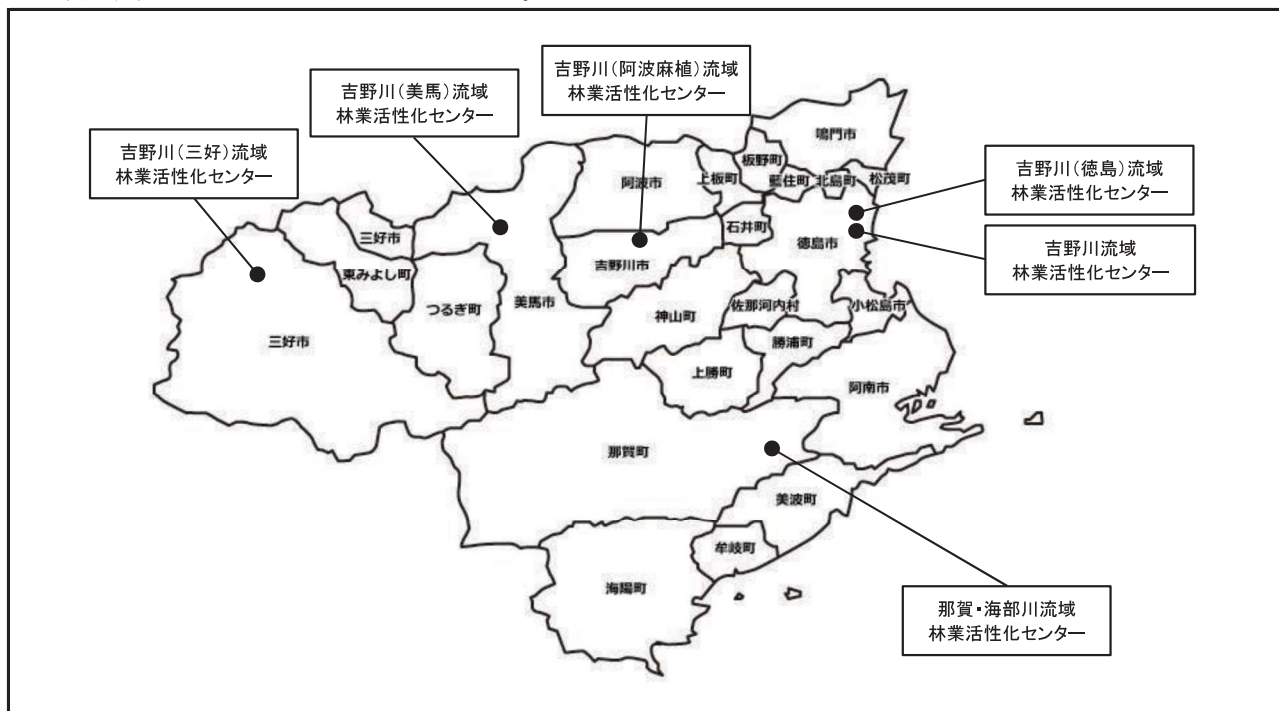 吉野川(阿波麻植)流域
林業活性化センター
吉野川(美馬)流域
林業活性化センター
吉野川(三好)流域
林業活性化センター
吉野川(徳島)流域
林業活性化センター
吉野川流域
林業活性化センター
鳴門市
板野町
上板町
藍住町
北島町
松茂町
阿波市
石井町
徳島市
三好市
吉野川市
東みよし町
つるぎ町
美馬市
神山町
佐那河内村
小松島市
三好市
勝浦町
上勝町
阿南市
那賀町
美波町
牟岐町
海陽町
那賀・海部川流域
林業活性化センター